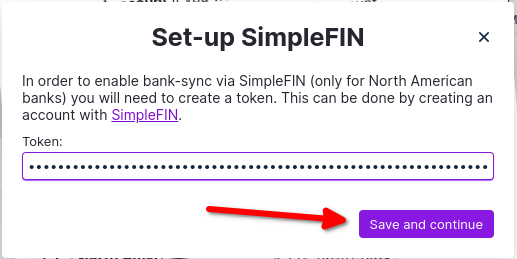 Set-up SimpleFIN
In order to enable bank-sync via SimpleFIN (only for North American
banks) you will need to create a token. This can be done by creating an
account with SimpleFIN.
Token:
••••••••••••••••••••••••••••••••••••••••••••••••••••••••••••••••
Save and continue